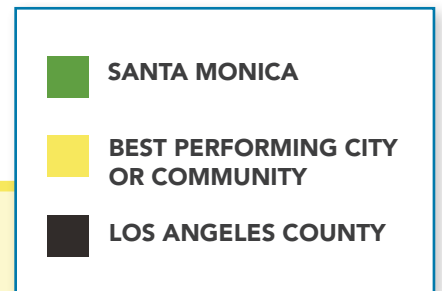 SANTA MONICA
BEST PERFORMING CITY
OR COMMUNITY
LOS ANGELES COUNTY